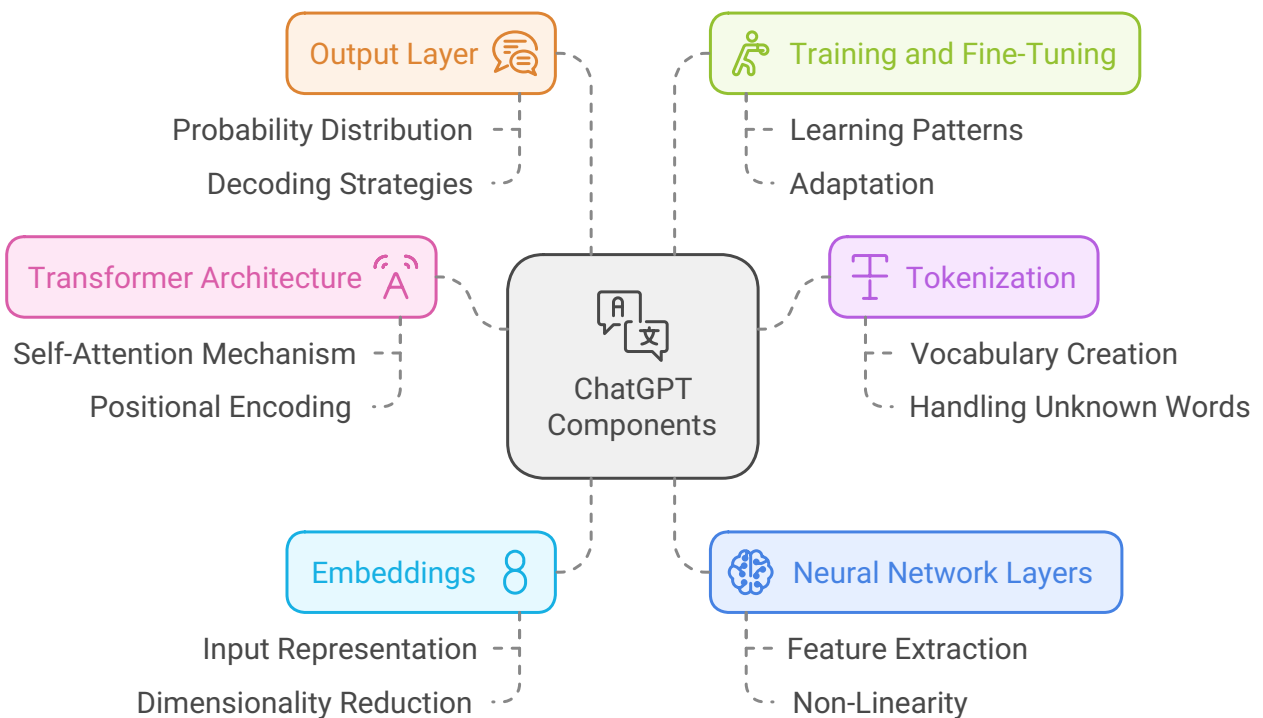 Output Layer
Probability Distribution
Decoding Strategies
Training and Fine-Tuning
Learning Patterns
Adaptation
Transformer Architecture
Self-Attention Mechanism
Positional Encoding
A
文
ChatGPT
Components
Tokenization
Vocabulary Creation
Handling Unknown Words
Embeddings
Input Representation
Dimensionality Reduction
Neural Network Layers
Feature Extraction
Non-Linearity